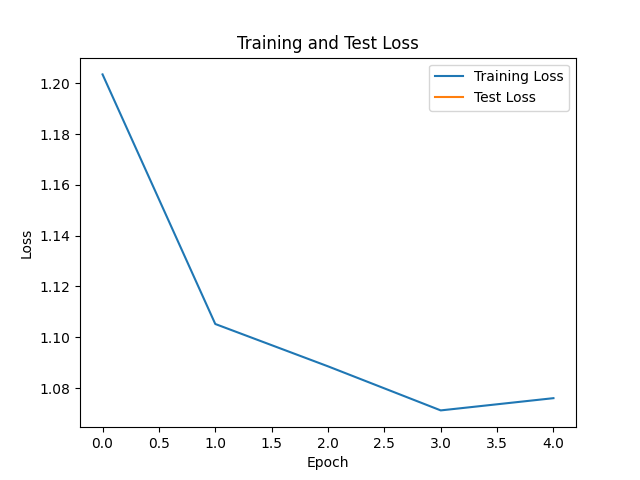 Training and Test Loss
Training Loss
Test Loss
1.20
1.18
1.16
1.14
1.12
1.10
1.08
Loss
0.0 0.5 1.0 1.5 2.0 2.5 3.0 3.5 4.0
Epoch